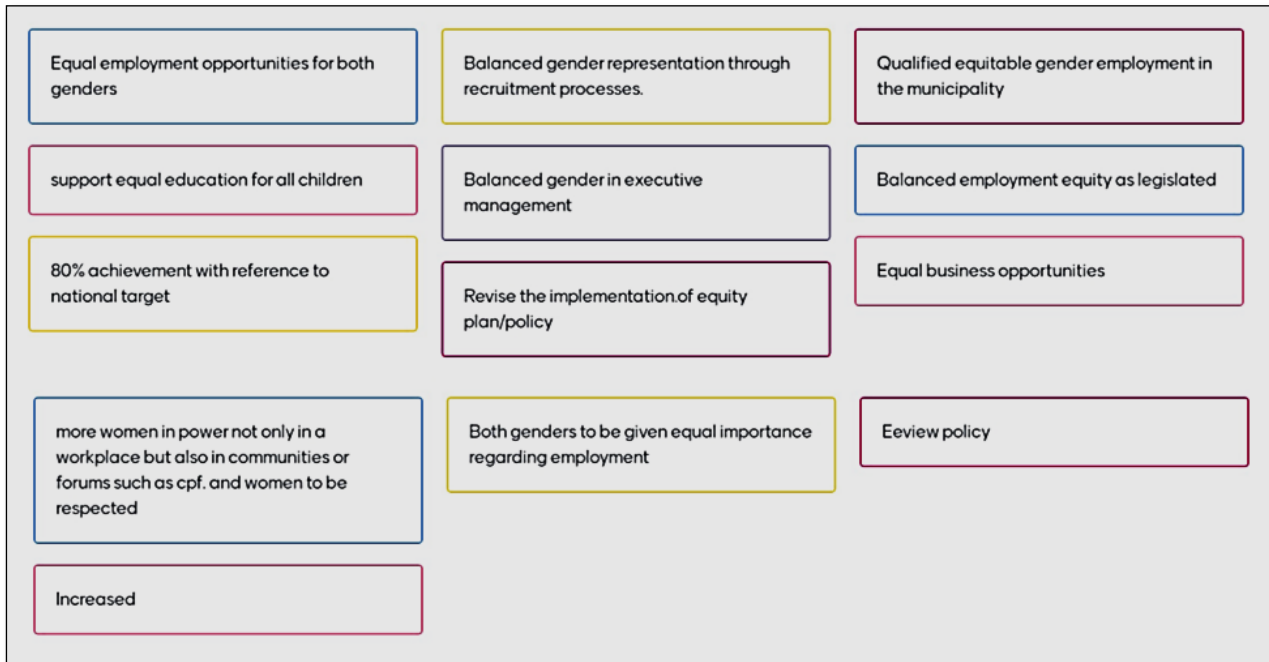 Equal employment opportunities for both
genders
Balanced gender representation through
recruitment processes.
Qualified equitable gender employment in
the municipality
support equal education for all children
Balanced gender in executive
management
Balanced employment equity as legislated
80% achievement with reference to
national target
Revise the implementation.of equity
plan/policy
Equal business opportunities
more women in power not only in a
workplace but also in communities or
forums such as cpf. and women to be
respected
Both genders to be given equal importance
regarding employment
Eeview policy
Increased